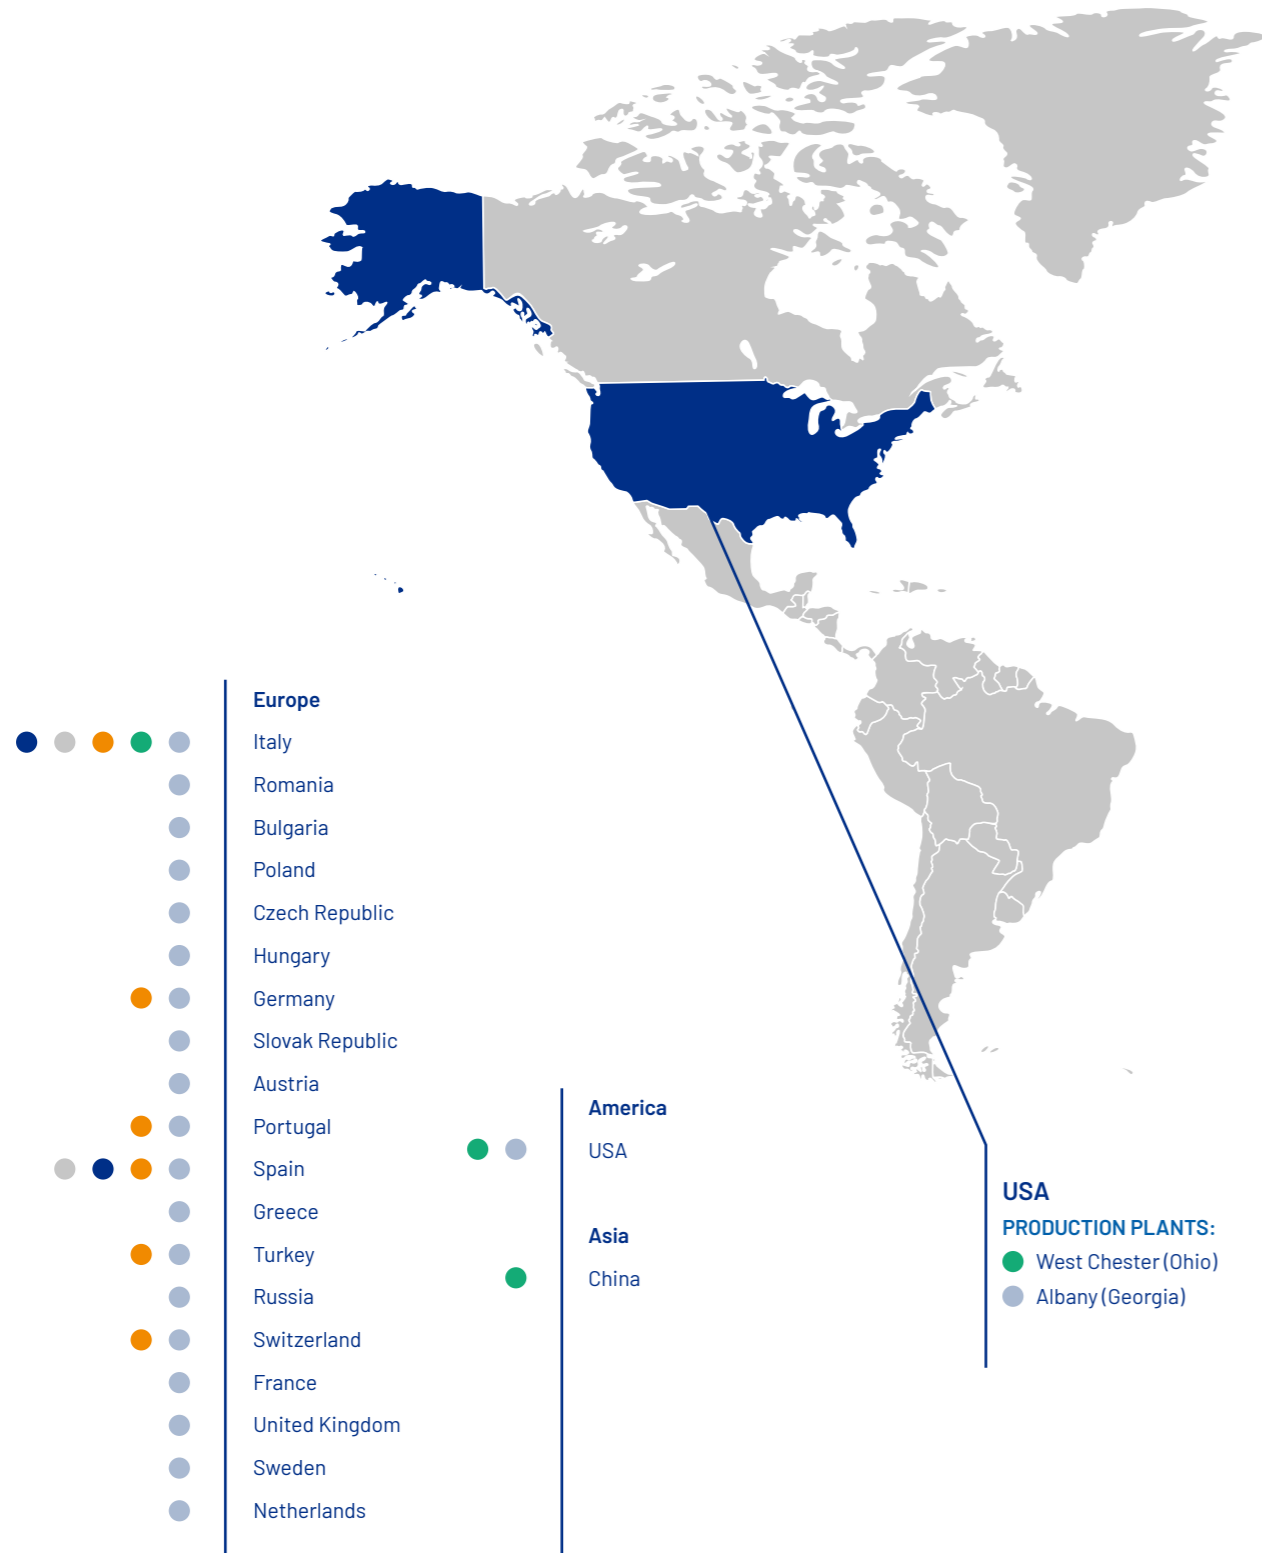 Europe
Italy
Romania
Bulgaria
Poland
Czech Republic
Hungary
Germany
Slovak Republic
Austria
Portugal
Spain
Greece
Turkey
Russia
Switzerland
France
United Kingdom
Sweden
Netherlands
America
USA
Asia
China
USA
PRODUCTION PLANTS:
West Chester (Ohio)
Albany (Georgia)